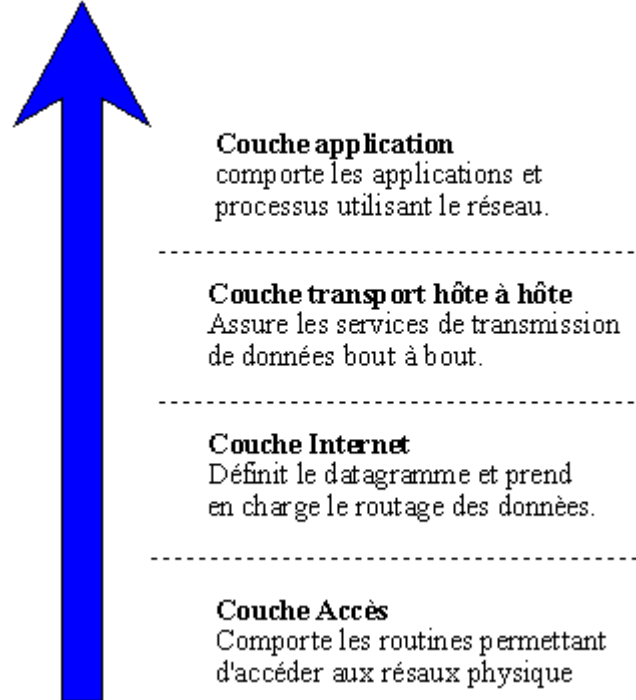 Couche application
comporte les applications et
processus utilisant le réseau.
Couche transport hôte à hôte
Assure les services de transmission
de données bout à bout.
Couche Internet
Définit le datagramme et prend
en charge le routage des donnèes.
Couche Accès
Comporte les routines permettant
d'accéder aux résaux physique